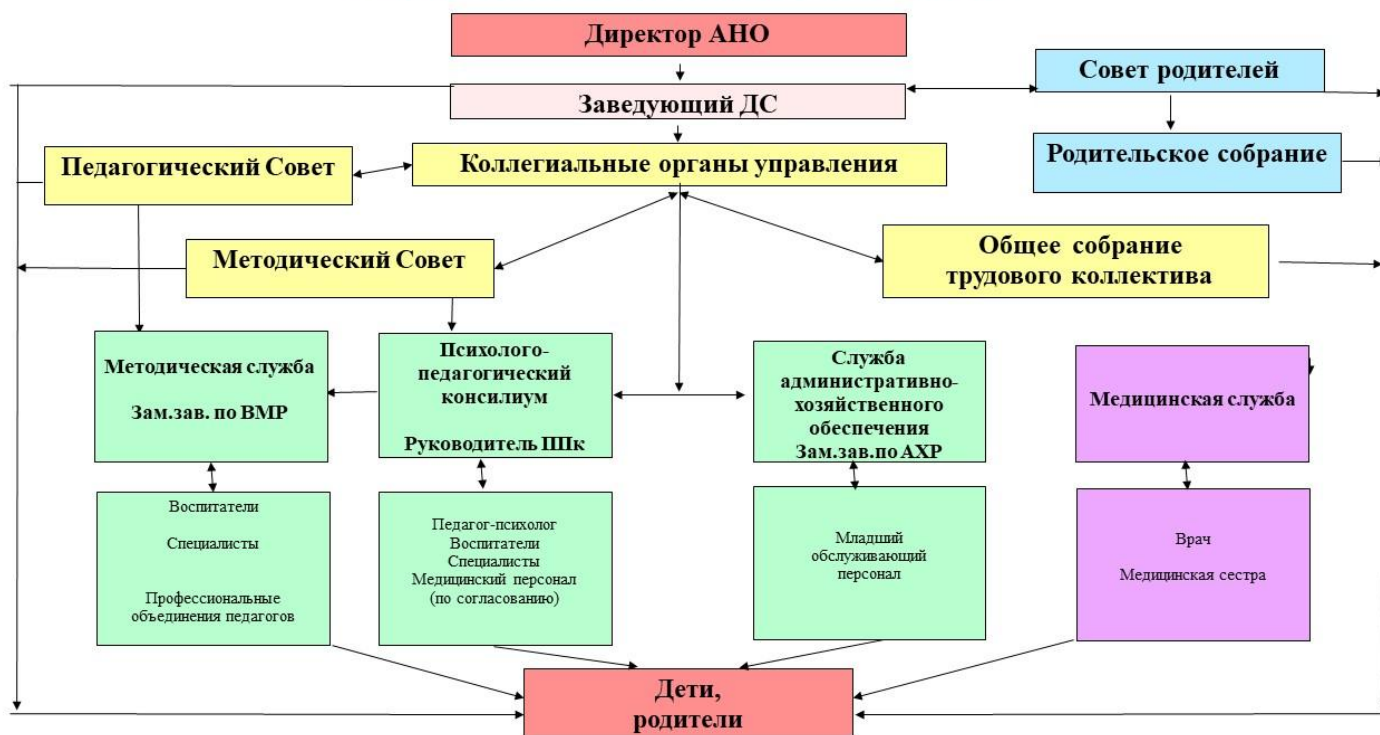 Директор АНО
Совет родителей
Заведующий ДС
Педагогический Совет
Коллегиальные органы управления
Родительское собрание
Методический Совет
Общее собрание
трудового коллектива
Методическая служба
Зам.зав. по ВМР
Психолого-
педагогический
консилиум
Руководитель ППк
Служба
административно-
хозяйственного
обеспечения
Зам.зав.по АХР
Медицинская служба
Воспитатели
Специалисты
Профессиональные
объединения педагогов
Педагог-психолог
Воспитатели
Специалисты
Медицинский персонал
(по согласованию)
Младший
обслуживающий
персонал
Врач
Медицинская сестра
Дети,
родители